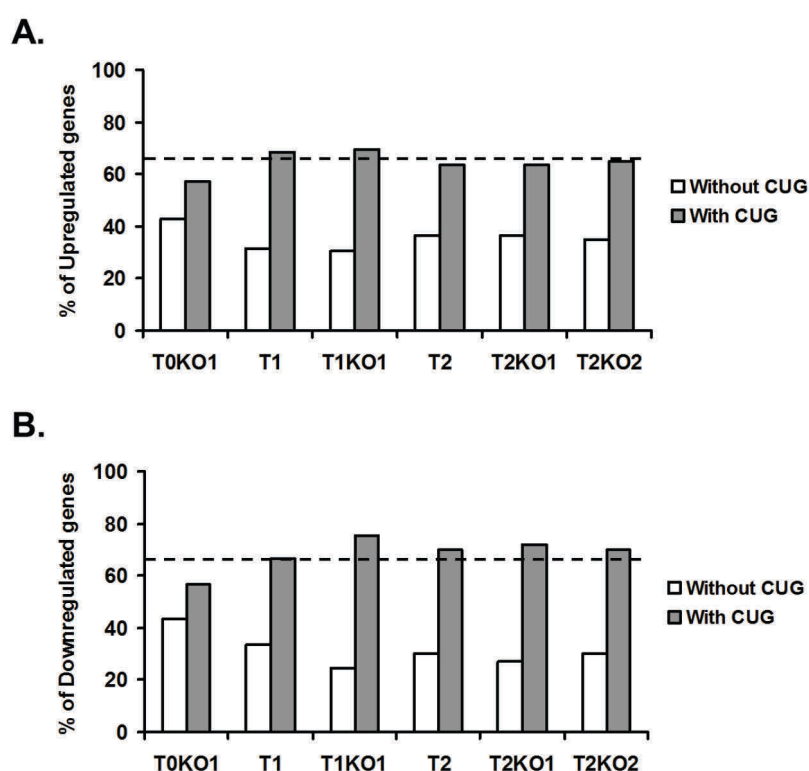 A.
% of Upregulated genes
100
80
60
40
20
0
T0KO1 T1 T1KO1 T2 T2KO1 T2KO2
Without CUG
With CUG
B.
% of Downregulated genes
100
80
60
40
20
0
T0KO1 T1 T1KO1 T2 T2KO1 T2KO2
Without CUG
With CUG